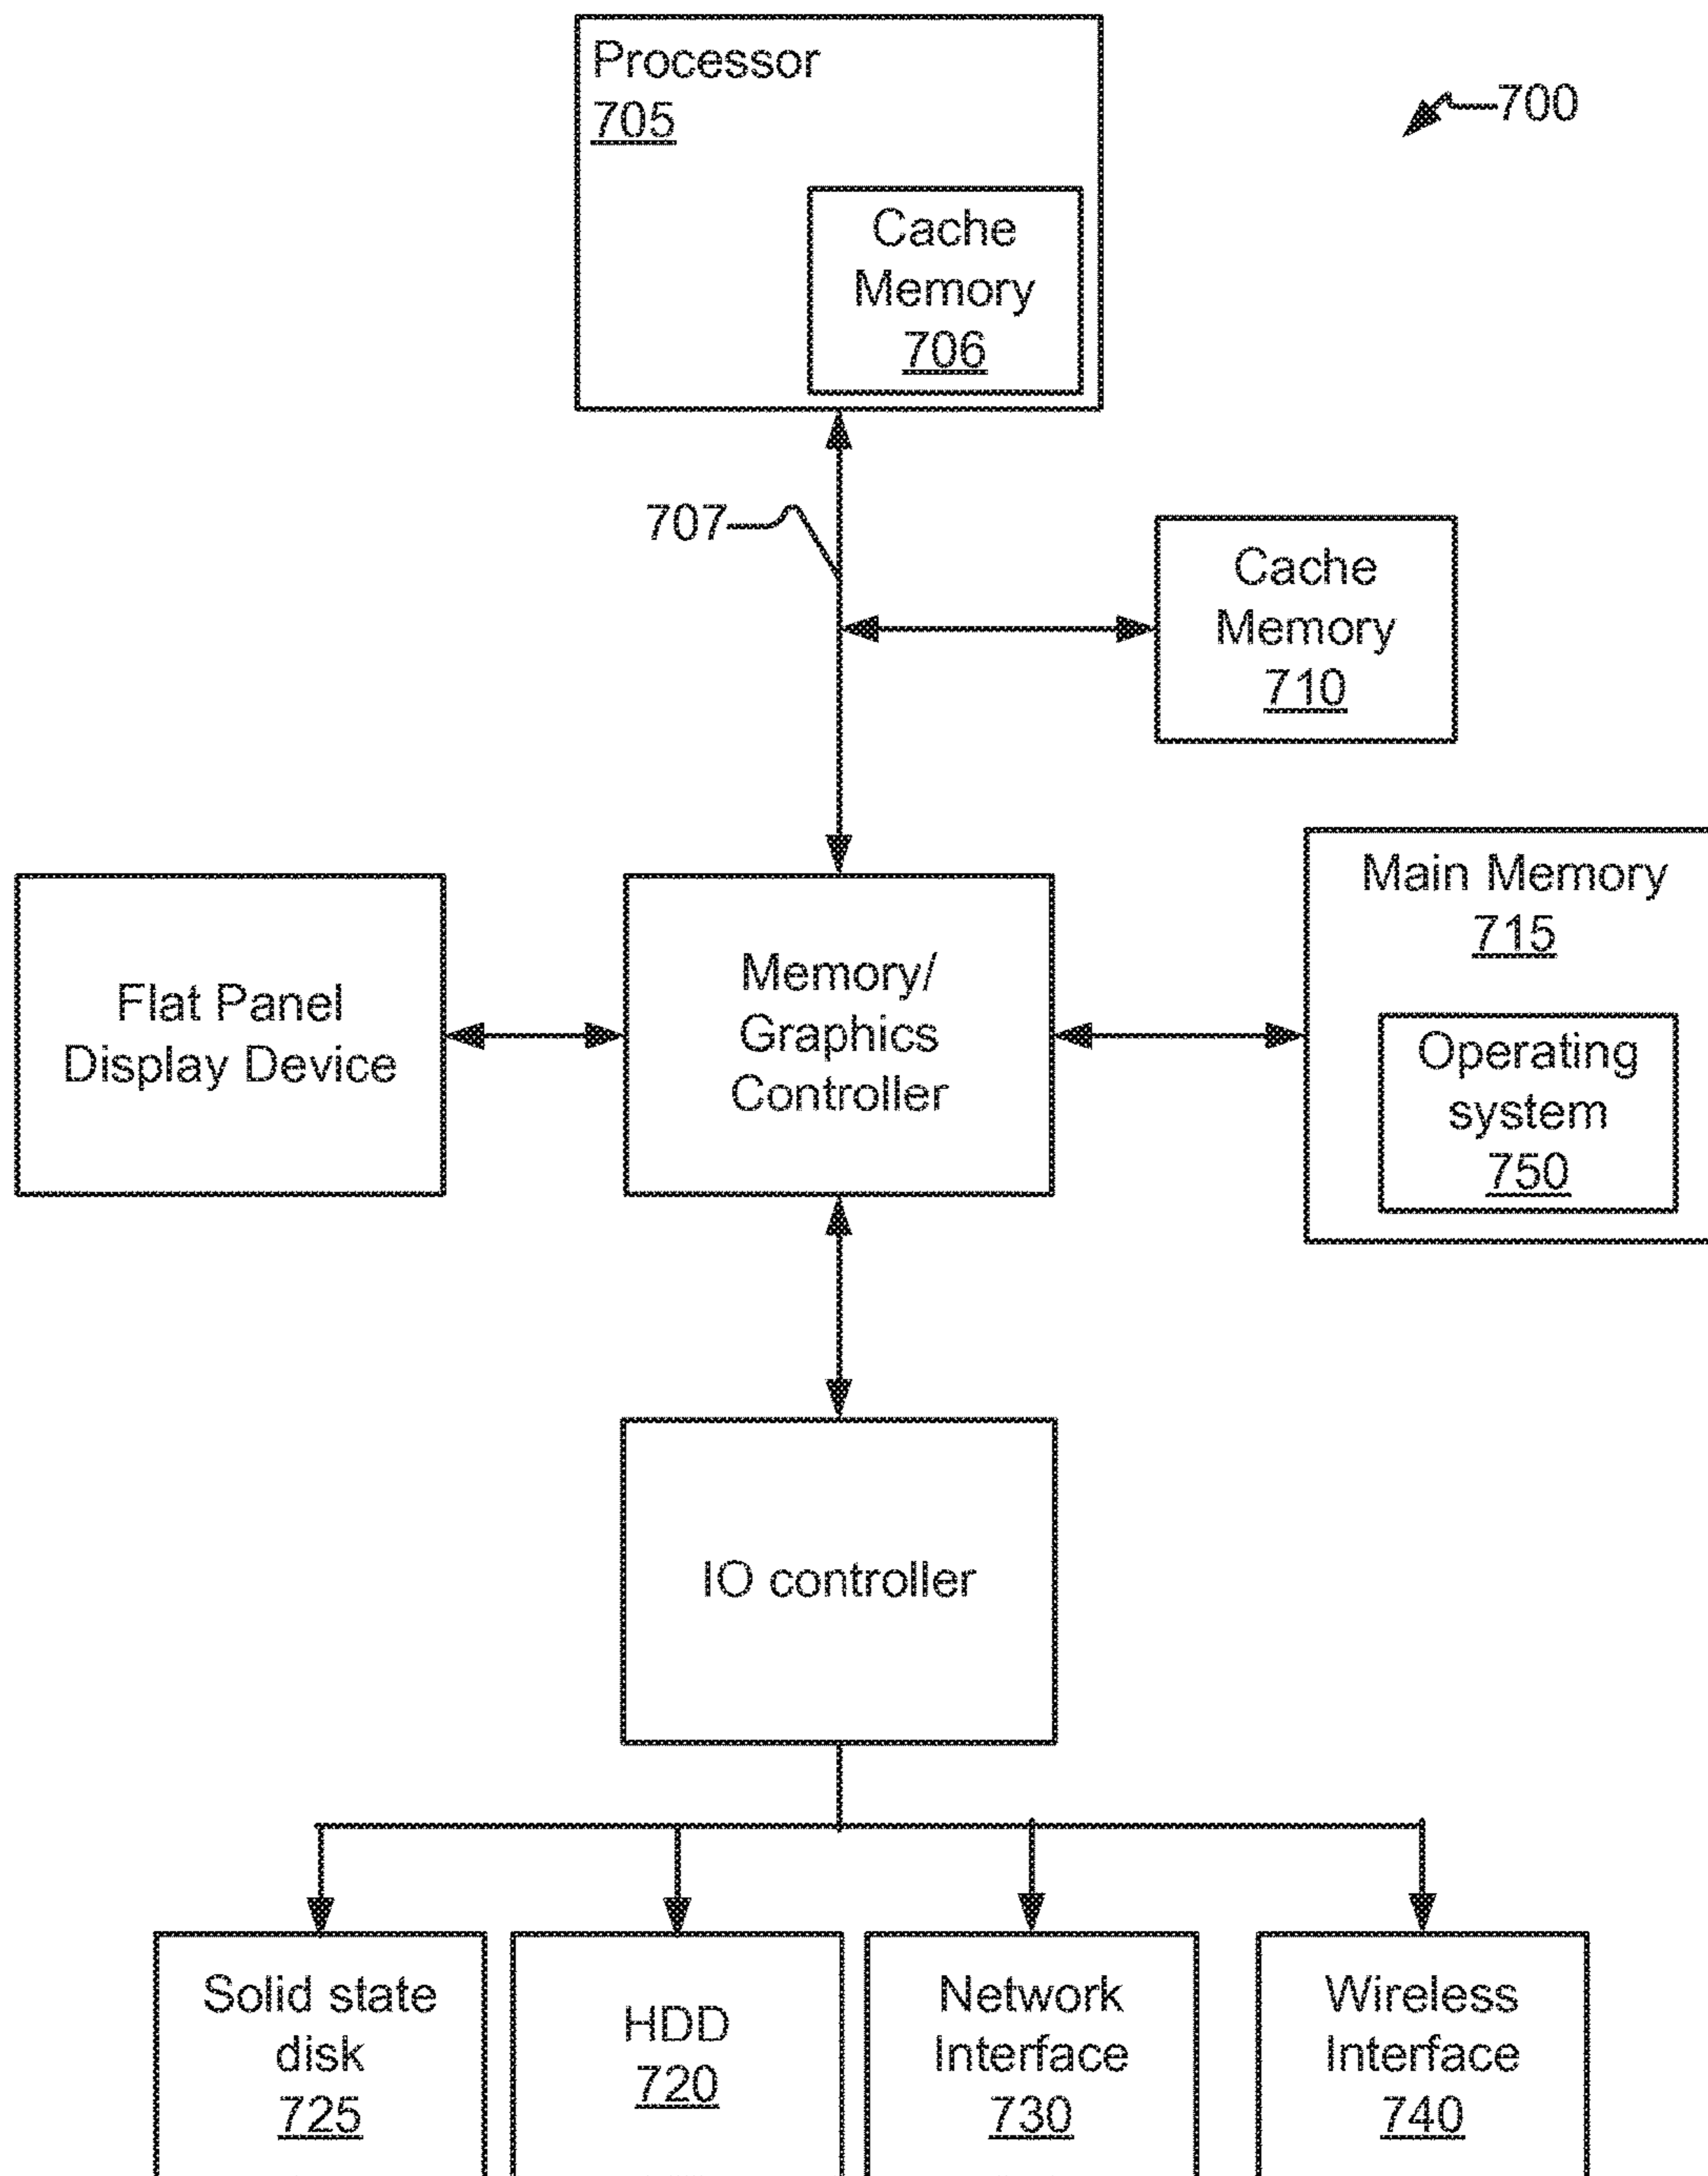 Processor
705
700
Cache
Memory
706
707
Cache
Memory
710
Main Memory
715
Flat Panel
Display Device
Memory/
Graphics
Controller
Operating
system
750
IO controller
Solid state
disk
725
HDD
720
Network
Interface
730
Wireless
Interface
740